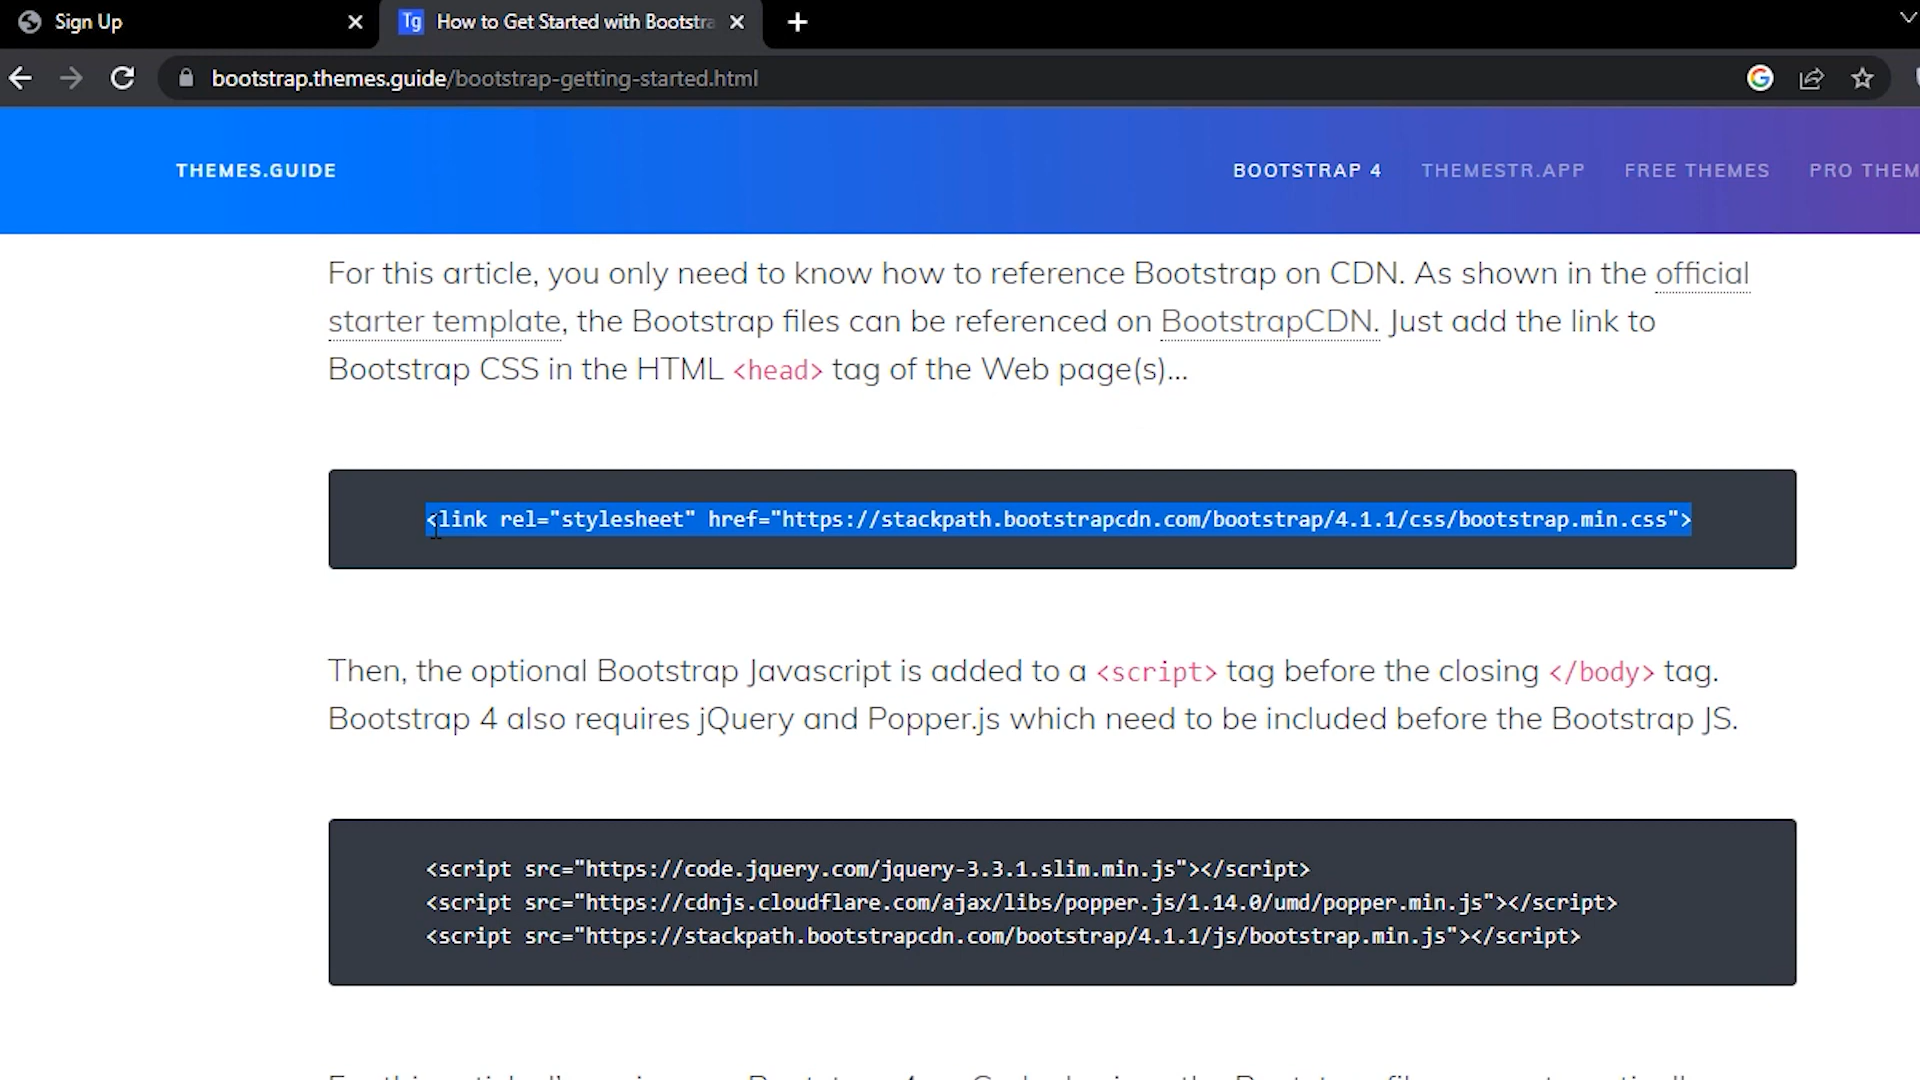 Sign Up
Tg How to Get Started with Bootstra
bootstrap.themes.guide/bootstrap-getting-started.html
THEMES.GUIDE BOOTSTRAP 4 THEMESTR.APP FREE THEMES PRO THEM
For this article, you only need to know how to reference Bootstrap on CDN. As shown in the official
starter template, the Bootstrap files can be referenced on BootstrapCDN. Just add the link to
Bootstrap CSS in the HTML <head> tag of the Web page(s)...
<link rel="stylesheet" href="https://stackpath.bootstrapcdn.com/bootstrap/4.1.1/css/bootstrap.min.css">
Then, the optional Bootstrap Javascript is added to a <script> tag before the closing </body> tag.
Bootstrap 4 also requires jQuery and Popper.js which need to be included before the Bootstrap JS.
<script src="https://code.jquery.com/jquery-3.3.1.slim.min.js"></script>
<script src="https://cdnjs.cloudflare.com/ajax/libs/popper.js/1.14.0/umd/popper.min.js"></script>
<script src="https://stackpath.bootstrapcdn.com/bootstrap/4.1.1/js/bootstrap.min.js"></script>